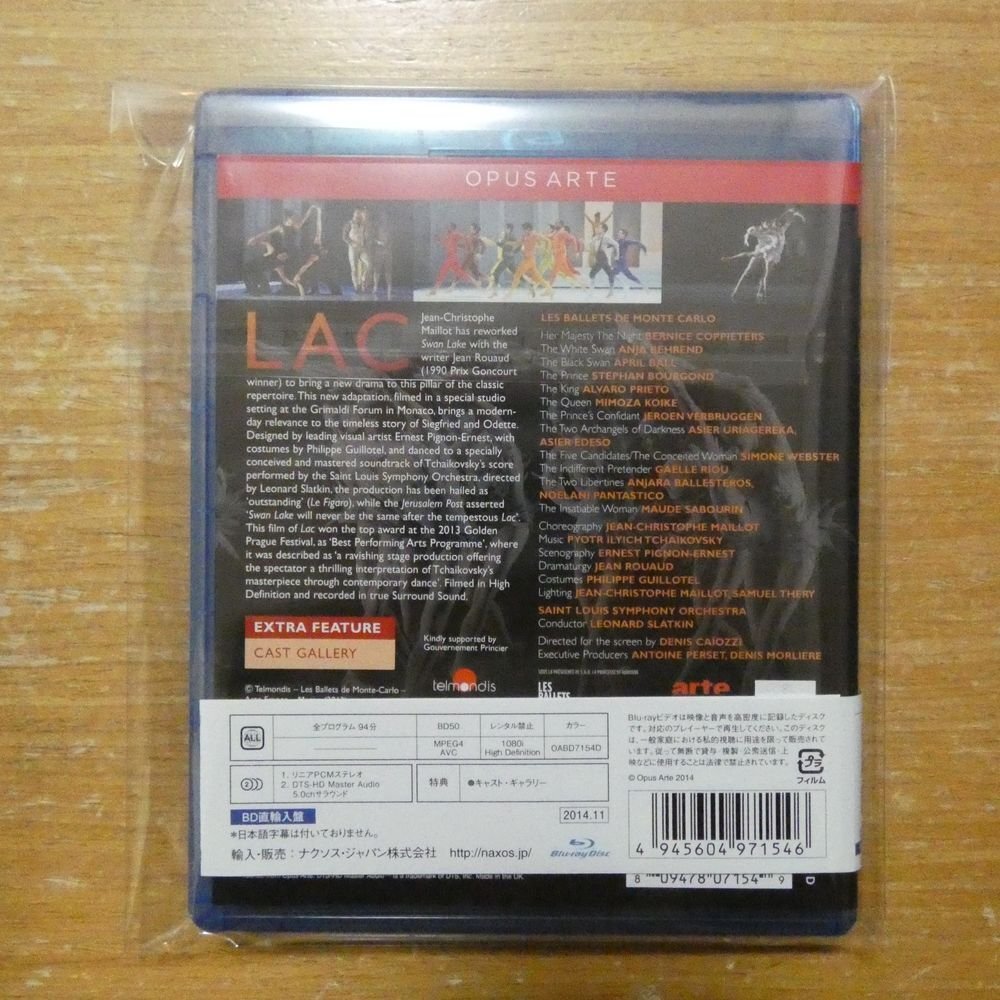 OPUS ARTE
LAC
Jean-Christophe
Maillot has reworked
Swan Lake with the
writer Jean Rouaud
(1990 Prix Goncourt
winner) to bring a new drama to this pillar of the classic
repertoire. This new adaptation, filmed in a special studio
setting at the Grimaldi Forum in Monaco, brings a modern-
day relevance to the timeless story of Siegfried and Odette.
Designed by leading visual artist Ernest Pignon-Ernest, with
costumes by Philippe Guillotel, and danced to a specially
conceived and mastered soundtrack of Tchaikovsky's score
performed by the Saint Louis Symphony Orchestra, directed
by Leonard Slatkin, the production has been hailed as
'outstanding' (Le Figaro), while the Jerusalem Post asserted
'Swan Lake will never be the same after the tempestous Lac'.
This film of Lac won the top award at the 2013 Golden
Prague Festival, as 'Best Performing Arts Programme', where
it was described as 'a ravishing stage production offering
the spectator a thrilling interpretation of Tchaikovsky's
masterpiece through contemporary dance'. Filmed in High
Definition and recorded in true Surround Sound.
EXTRA FEATURE
CAST GALLERY
Kindly supported by
Gouvernement Princier
© Telmondis – Les Ballets de Monte-Carlo –
telmondis
LES BALLETS DE MONTE CARLO
Her Majesty The Night BERNICE COPPIETERS
The White Swan ANJA BEHREND
The Black Swan APRIL BALL
The Prince STEPHAN BOURGOND
The King ALVARO PRIETO
The Queen MIMOZA KOIKE
The Prince's Confidant JEROEN VERBRUGGEN
The Two Archangels of Darkness ASIER URIAGEREKA,
ASIER EDESO
The Five Candidates/The Conceited Woman SIMONE WEBSTER
The Indifferent Pretender GAËLLE RIOU
The Two Libertines ANJARA BALLESTEROS,
NOELANI PANTASTICO
The Insatiable Woman MAUDE SABOURIN
Choreography JEAN-CHRISTOPHE MAILLOT
Music PYOTR ILYICH TCHAIKOVSKY
Scenography ERNEST PIGNON-ERNEST
Dramaturgy JEAN ROUAUD
Costumes PHILIPPE GUILLOTEL
Lighting JEAN-CHRISTOPHE MAILLOT, SAMUEL THERY
SAINT LOUIS SYMPHONY ORCHESTRA
Conductor LEONARD SLATKIN
Directed for the screen by DENIS CAÏOZZI
Executive Producers ANTOINE PERSET, DENIS MORLIERE
LES
arte
ALL
全プログラム 94分
BD50
レンタル禁止
カラー
MPEG4
AVC
1080i
High Definition
OABD7154D
2
1. リニアPCMステレオ
2. DTS-HD Master Audio
5.0chサラウンド
特典
●キャスト・ギャラリー
BD直輸入盤
2014.11
*日本語字幕は付いておりません。
輸入・販売：ナクソス・ジャパン株式会社 http://naxos.jp/
Blu-ray Disc
Blu-rayビデオは映像と音声を高密度に記録したディスク
です。対応のプレイヤーで再生してください。このディスク
は、一般家庭における私的視聴に用途を限って販売されて
います。従って無断で貸与・複製・公衆送信・上
映などに使用することは法律で禁止されています。
© Opus Arte 2014
プラ
フィルム
4 945604 971546
8 09478 07154 9